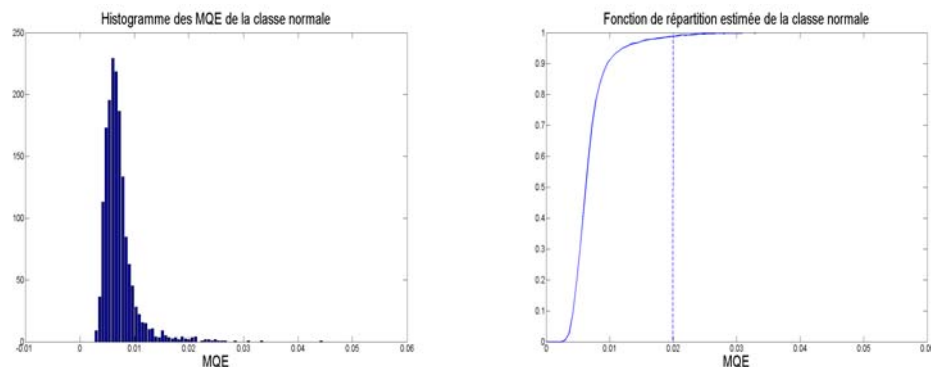 Histogramme des MQE de la classe normale
250
200
150
100
50
0
-0.01 0 0.01 0.02 0.03 0.04 0.05 0.06
MQE
Fonction de répartition estimée de la classe normale
1
0.9
0.8
0.7
0.6
0.5
0.4
0.3
0.2
0.1
0
0 0.01 0.02 0.03 0.04 0.05 0.06
MQE